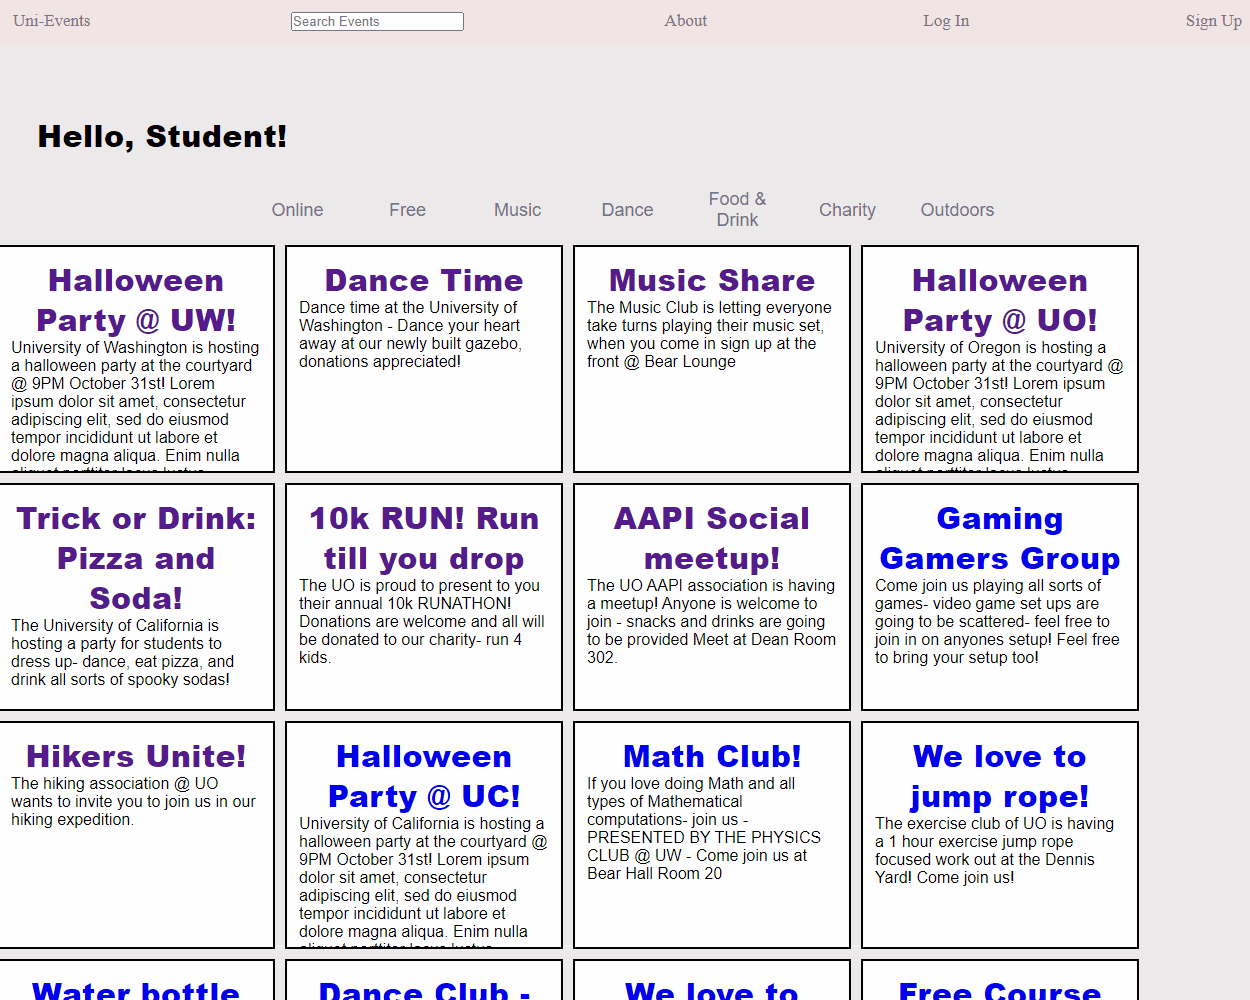 Uni-Events
Search Events
About
Log In
Sign Up
Hello, Student!
Online
Free
Music
Dance
Food &
Drink
Charity
Outdoors
Halloween
Party @ UW!
University of Washington is hosting
a halloween party at the courtyard
@ 9PM October 31st! Lorem
ipsum dolor sit amet, consectetur
adipiscing elit, sed do eiusmod
tempor incididunt ut labore et
dolore magna aliqua. Enim nulla
Dance Time
Dance time at the University of
Washington - Dance your heart
away at our newly built gazebo,
donations appreciated!
Music Share
The Music Club is letting everyone
take turns playing their music set,
when you come in sign up at the
front @ Bear Lounge
Halloween
Party @ UO!
University of Oregon is hosting a
halloween party at the courtyard @
9PM October 31st! Lorem ipsum
dolor sit amet, consectetur
adipiscing elit, sed do eiusmod
tempor incididunt ut labore et
dolore magna aliqua. Enim nulla
Trick or Drink:
Pizza and
Soda!
The University of California is
hosting a party for students to
dress up- dance, eat pizza, and
drink all sorts of spooky sodas!
10k RUN! Run
till you drop
The UO is proud to present to you
their annual 10k RUNATHON!
Donations are welcome and all will
be donated to our charity- run 4
kids.
AAPI Social
meetup!
The UO AAPI association is having
a meetup! Anyone is welcome to
join - snacks and drinks are going
to be provided Meet at Dean Room
302.
Gaming
Gamers Group
Come join us playing all sorts of
games- video game set ups are
going to be scattered- feel free to
join in on anyones setup! Feel free
to bring your setup too!
Hikers Unite!
The hiking association @ UO
wants to invite you to join us in our
hiking expedition.
Halloween
Party @ UC!
University of California is hosting a
halloween party at the courtyard @
9PM October 31st! Lorem ipsum
dolor sit amet, consectetur
adipiscing elit, sed do eiusmod
tempor incididunt ut labore et
dolore magna aliqua. Enim nulla
Math Club!
If you love doing Math and all
types of Mathematical
computations- join us -
PRESENTED BY THE PHYSICS
CLUB @ UW - Come join us at
Bear Hall Room 20
We love to
jump rope!
The exercise club of UO is having
a 1 hour exercise jump rope
focused work out at the Dennis
Yard! Come join us!
Water bottle
Dance Club -
We love to
Free Course